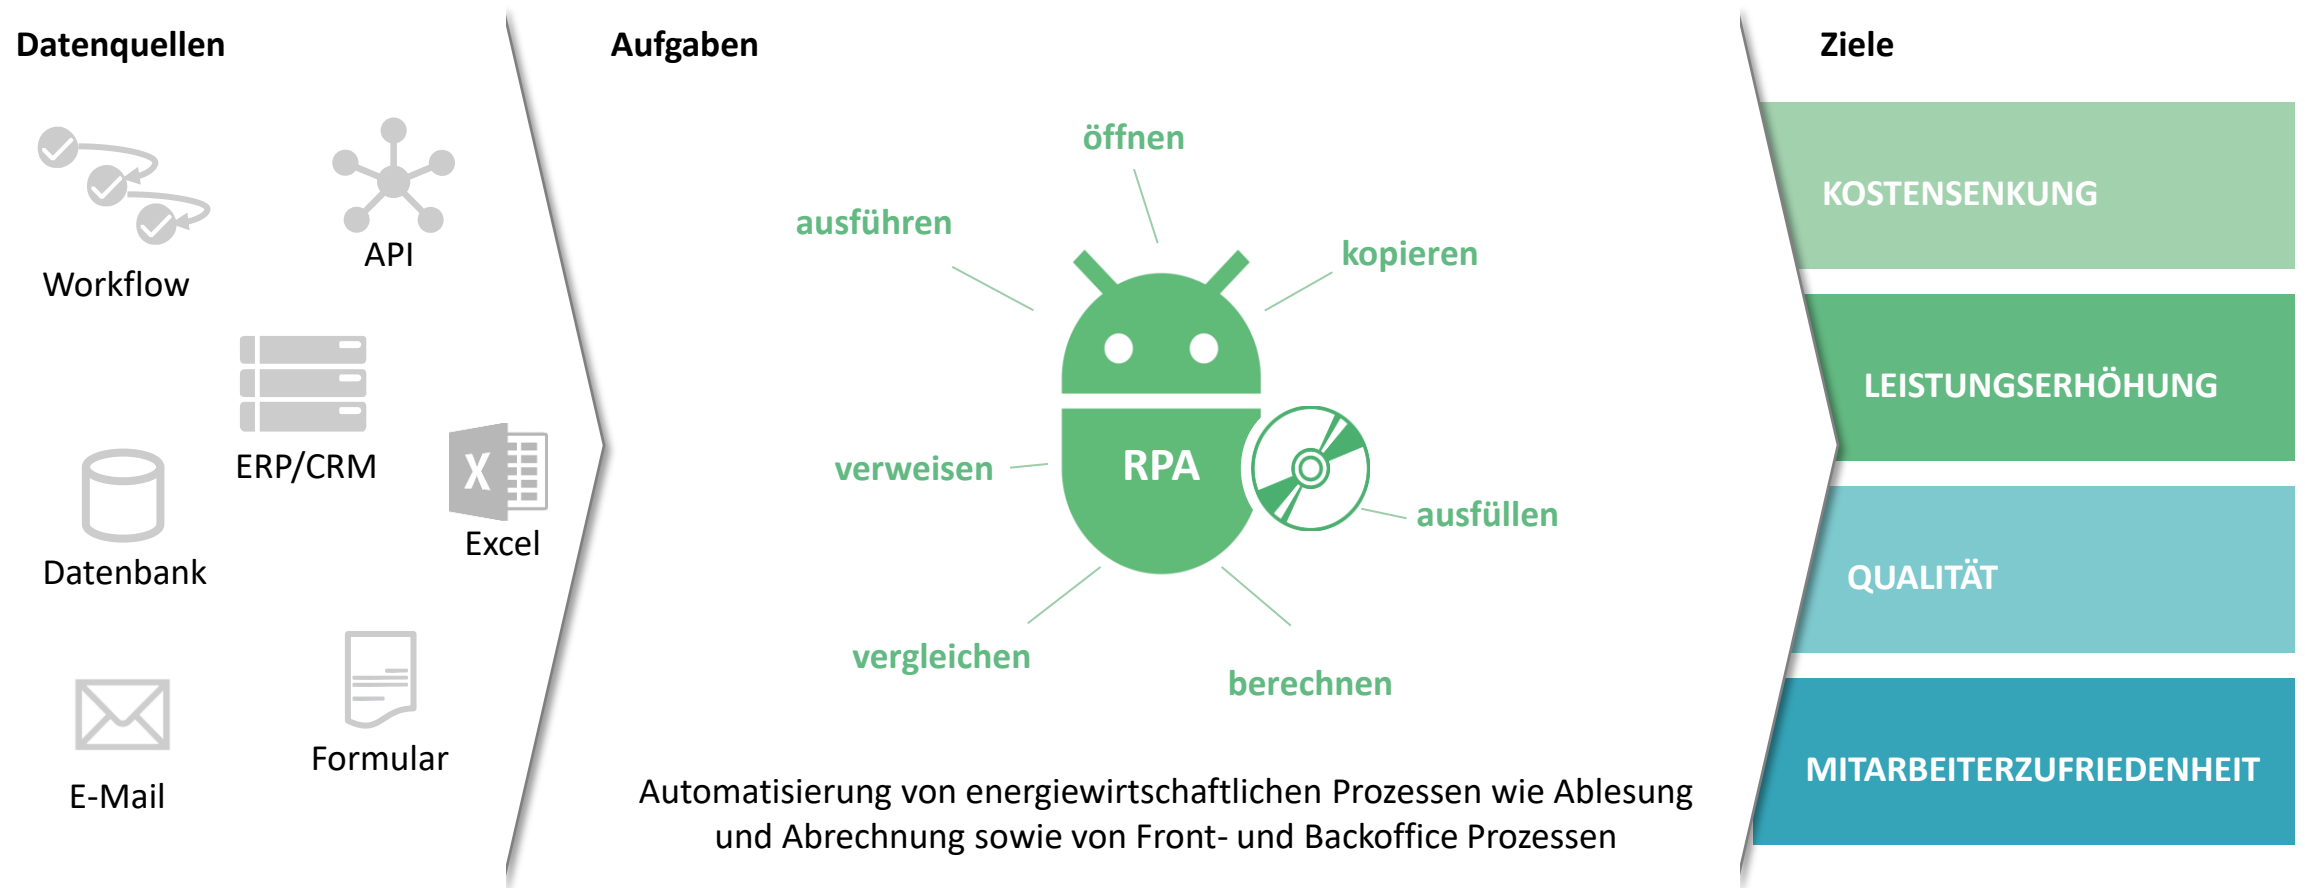 Datenquellen
Workflow
API
ERP/CRM
X
Excel
Datenbank
E-Mail
Formular
Aufgaben
öffnen
ausführen
kopieren
verweisen
RPA
ausfüllen
vergleichen
berechnen
Automatisierung von energiewirtschaftlichen Prozessen wie Ablesung
und Abrechnung sowie von Front- und Backoffice Prozessen
Ziele
KOSTENSENKUNG
LEISTUNGSERHÖHUNG
QUALITÄT
MITARBEITERZUFRIEDENHEIT